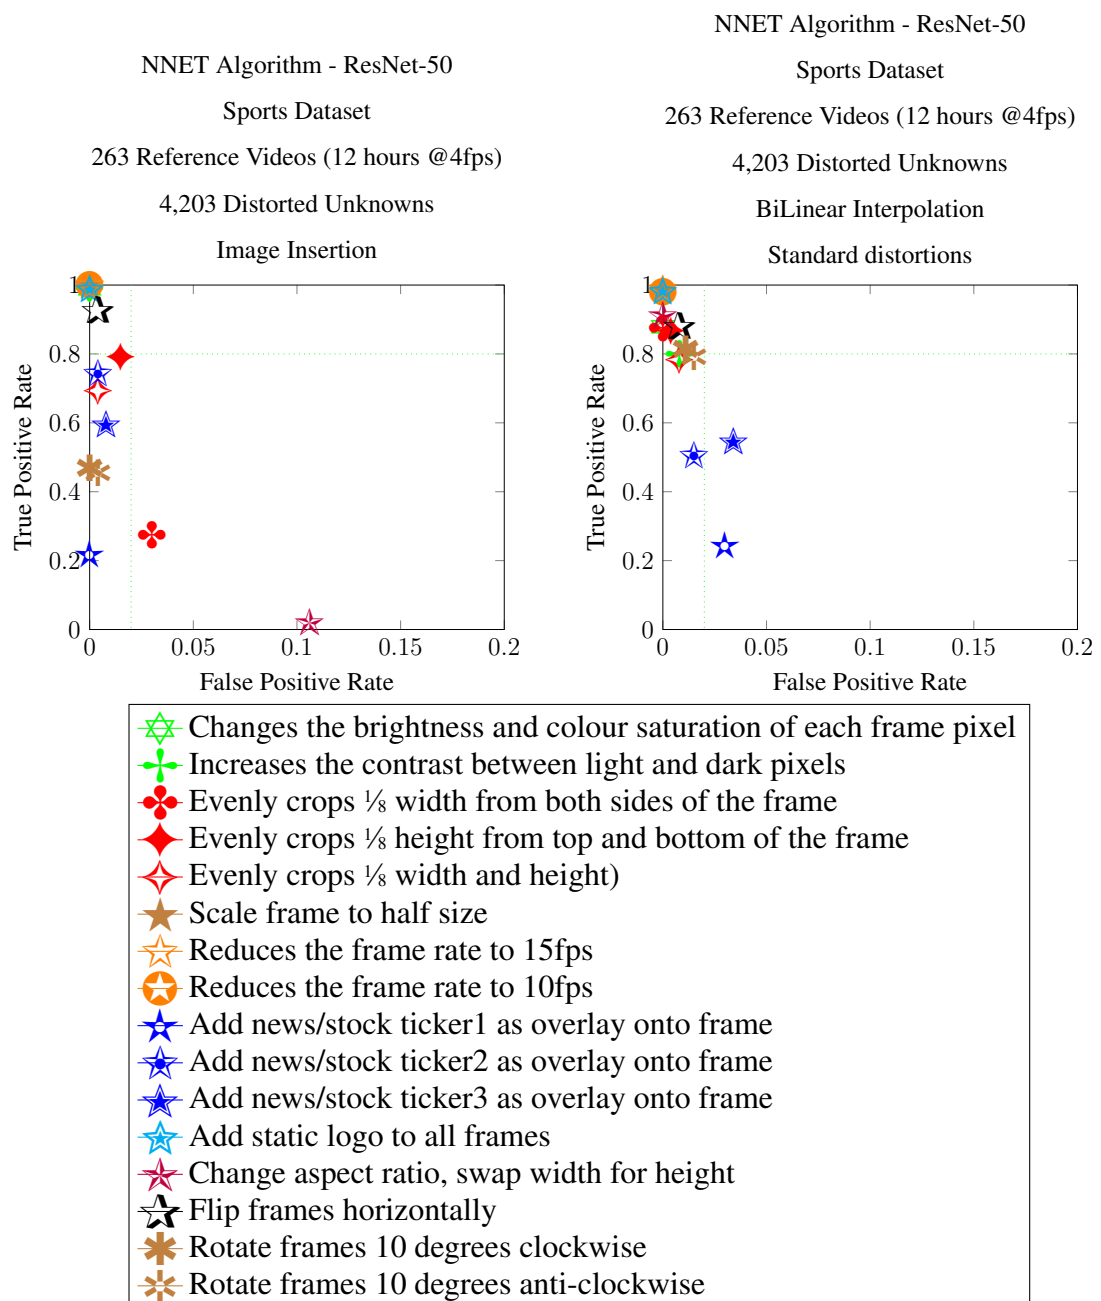 NNET Algorithm - ResNet-50
Sports Dataset
263 Reference Videos (12 hours @4fps)
4,203 Distorted Unknowns
Image Insertion
1
0.8
0.6
0.4
0.2
0
True Positive Rate
0 0.05 0.1 0.15 0.2
False Positive Rate
NNET Algorithm - ResNet-50
Sports Dataset
263 Reference Videos (12 hours @4fps)
4,203 Distorted Unknowns
BiLinear Interpolation
Standard distortions
1
0.8
0.6
0.4
0.2
0
True Positive Rate
0 0.05 0.1 0.15 0.2
False Positive Rate
Changes the brightness and colour saturation of each frame pixel
Increases the contrast between light and dark pixels
Evenly crops ⅛ width from both sides of the frame
Evenly crops ⅛ height from top and bottom of the frame
Evenly crops ⅛ width and height)
Scale frame to half size
Reduces the frame rate to 15fps
Reduces the frame rate to 10fps
Add news/stock ticker1 as overlay onto frame
Add news/stock ticker2 as overlay onto frame
Add news/stock ticker3 as overlay onto frame
Add static logo to all frames
Change aspect ratio, swap width for height
Flip frames horizontally
Rotate frames 10 degrees clockwise
Rotate frames 10 degrees anti-clockwise